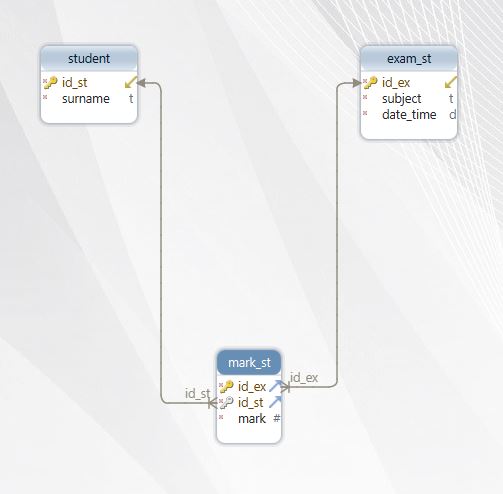 student
id_st
surname t
exam_st
id_ex
subject t
date_time d
mark_st
id_ex
id_st
mark #
id_st
id_ex